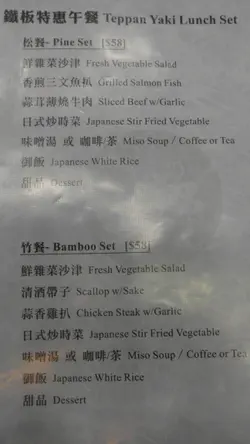 鐵板特惠午餐 Teppan Yaki Lunch Set
松餐- Pine Set [$58]
鮮雜菜沙津 Fresh Vegetable Salad
香煎三文魚扒 Grilled Salmon Fish
蒜茸薄燒牛肉 Sliced Beef w/Garlic
日式炒時菜 Japanese Stir Fried Vegetable
味噌湯 或 咖啡/茶 Miso Soup / Coffee or Tea
御飯 Japanese White Rice
甜品 Dessert
竹餐- Bamboo Set [$58]
鮮雜菜沙津 Fresh Vegetable Salad
清酒帶子 Scallop w/Sake
蒜香雞扒 Chicken Steak w/Garlic
日式炒時菜 Japanese Stir Fried Vegetable
味噌湯 或 咖啡/茶 Miso Soup / Coffee or Tea
御飯 Japanese White Rice
甜品 Dessert